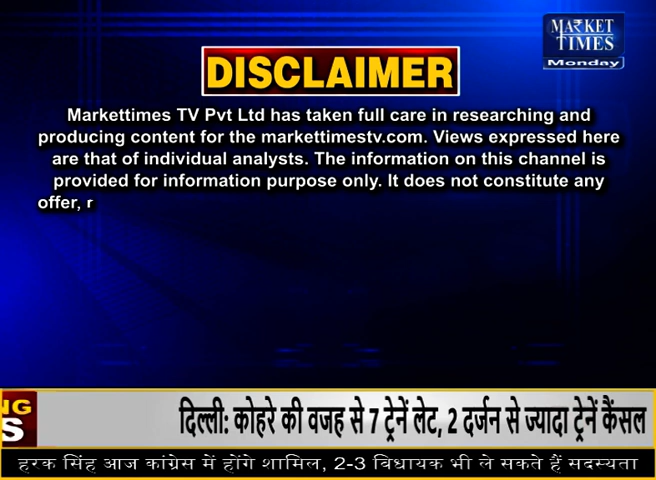 MARKET
TIMES
Monday
DISCLAIMER
Markettimes TV Pvt Ltd has taken full care in researching and
producing content for the markettimestv.com. Views expressed here
are that of individual analysts. The information on this channel is
provided for information purpose only. It does not constitute any
offer, r
NG
S
दिल्ली: कोहरे की वजह से 7 ट्रेनें लेट, 2 दर्जन से ज्यादा ट्रेनें कैंसल
हरक सिंह आज कांग्रेस में होंगे शामिल, 2-3 विधायक भी ले सकते हैं सदस्यता